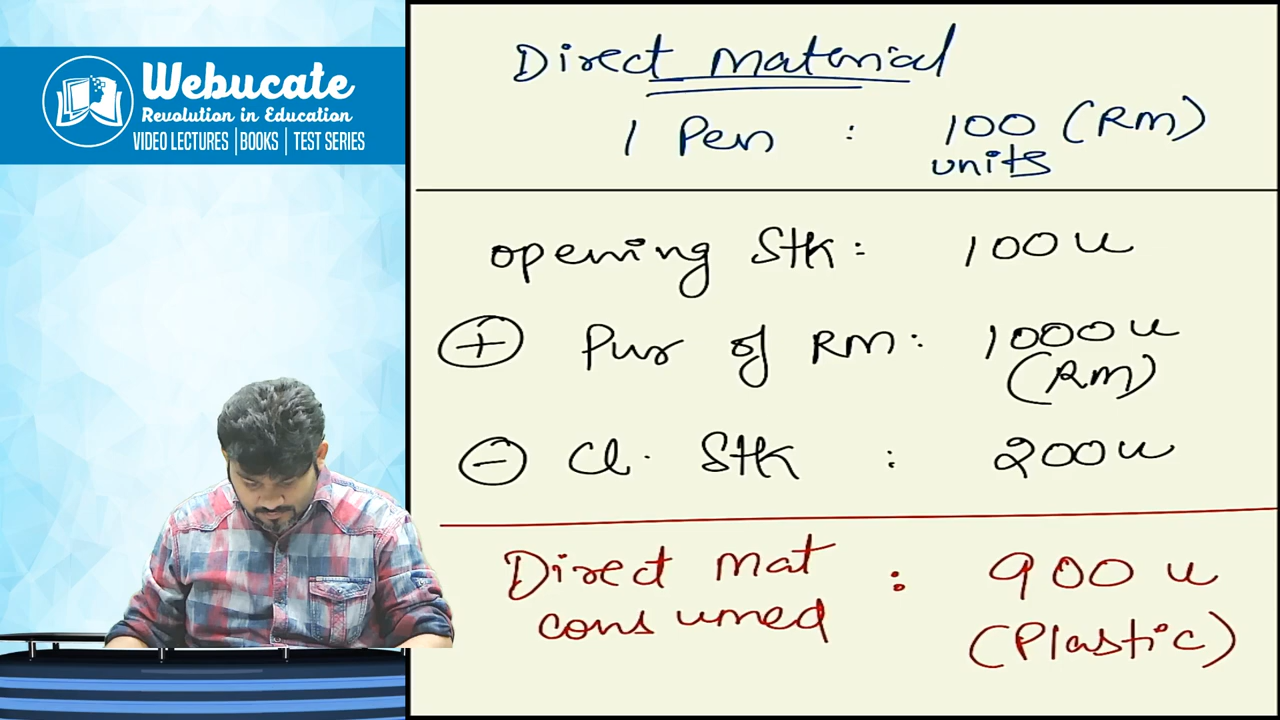 Webucate
Revolution in Education
VIDEO LECTURES | BOOKS | TEST SERIES
Direct Material
1 Pen : 100 (RM)
units
opening Stk : 100 u
+ Pur of RM : 1000 u
(RM)
- Cl. Stk : 200 u
Direct Mat : 900 u
consumed (Plastic)